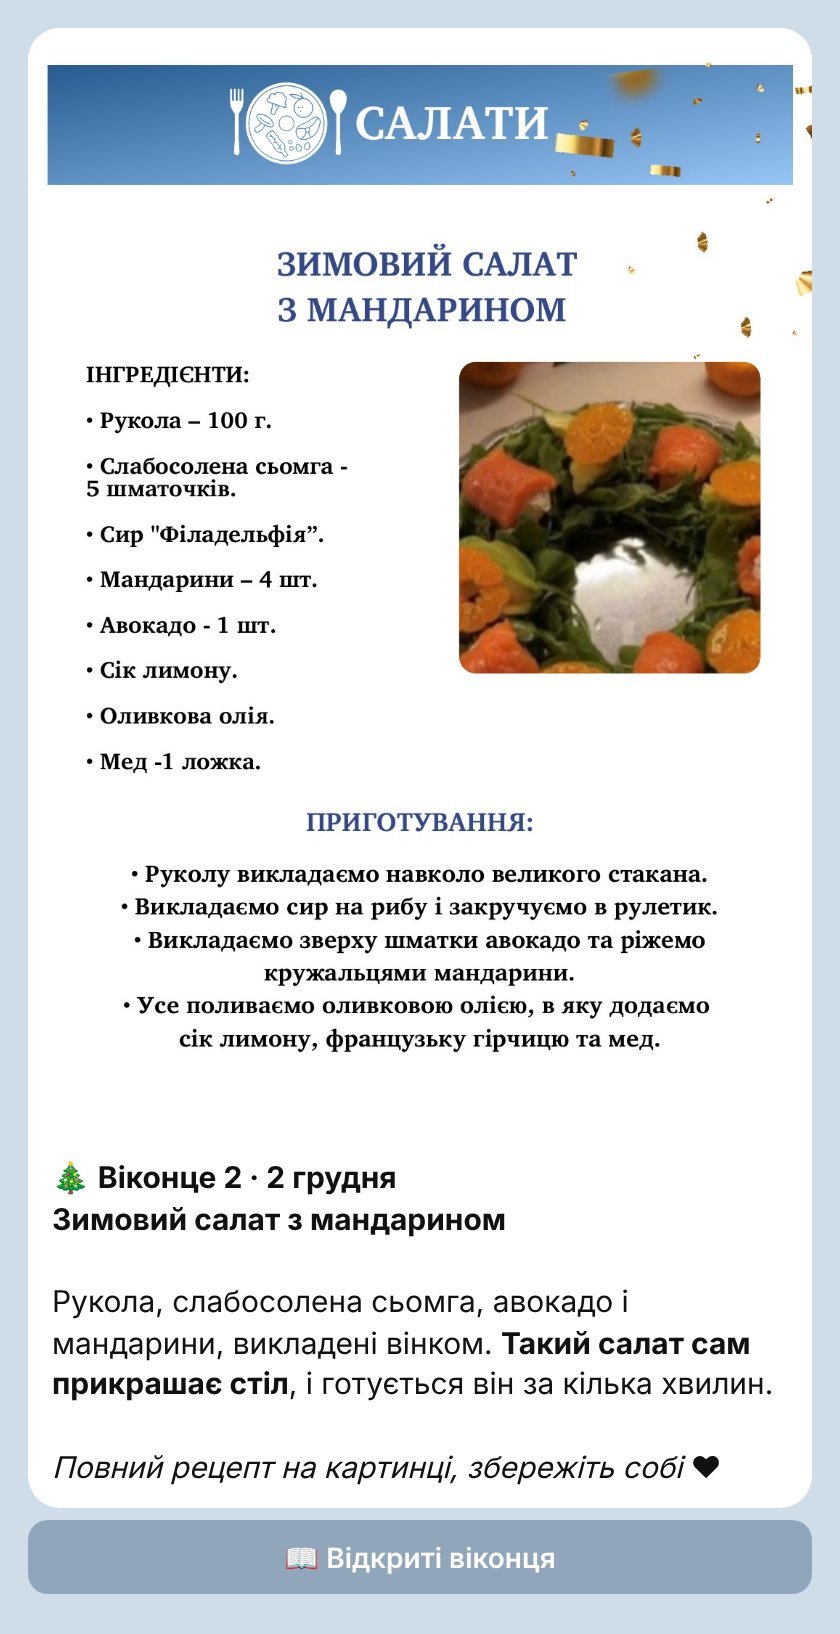 САЛАТИ
ЗИМОВИЙ САЛАТ
З МАНДАРИНОМ
ІНГРЕДІЄНТИ:
• Рукола – 100 г.
• Слабосолена сьомга -
5 шматочків.
• Сир "Філадельфія”.
• Мандарини – 4 шт.
• Авокадо - 1 шт.
• Сік лимону.
• Оливкова олія.
• Мед -1 ложка.
ПРИГОТУВАННЯ:
• Руколу викладаємо навколо великого стакана.
• Викладаємо сир на рибу і закручуємо в рулетик.
• Викладаємо зверху шматки авокадо та ріжемо
кружальцями мандарини.
• Усе поливаємо оливковою олією, в яку додаємо
сік лимону, французьку гірчицю та мед.
🎄 Віконце 2 · 2 грудня
Зимовий салат з мандарином
Рукола, слабосолена сьомга, авокадо і
мандарини, викладені вінком. Такий салат сам
прикрашає стіл, і готується він за кілька хвилин.
Повний рецепт на картинці, збережіть собі ♥
📖 Відкриті віконця